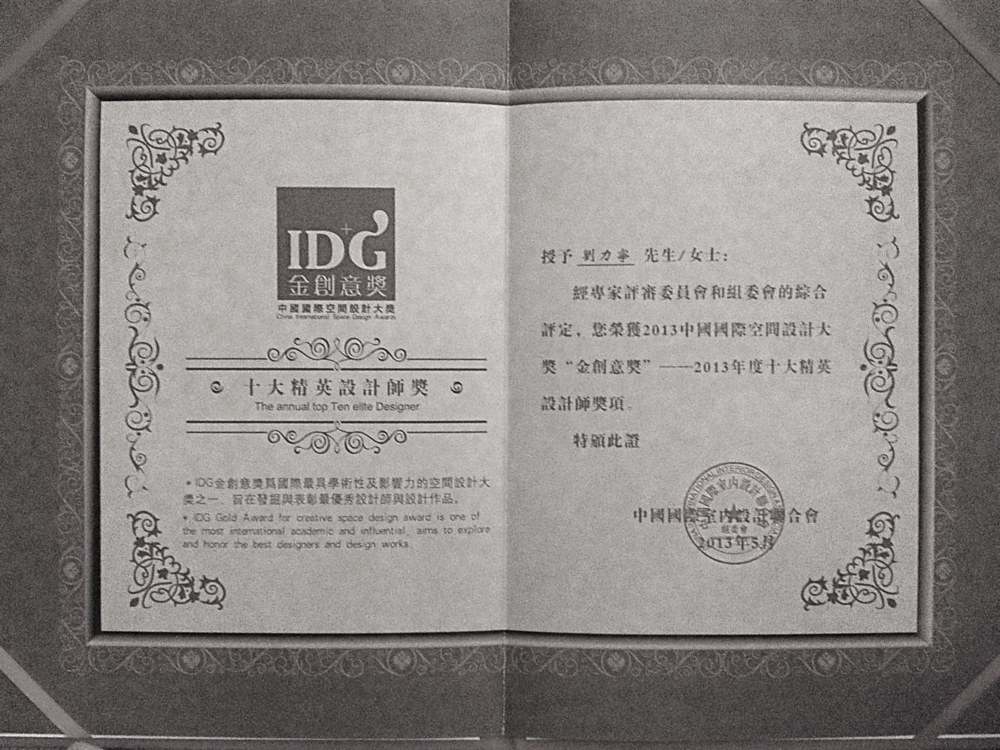 ID+G
金創意獎
中國國際空間設計大獎
China International Space Design Awards
十大精英設計師獎
The annual top Ten elite Designer
• IDG金創意獎爲國際最具學術性及影響力的空間設計大
獎之一，旨在發掘與表彰最優秀設計師與設計作品。
• IDG Gold Award for creative space design award is one of
the most international academic and influential, aims to explore
and honor the best designers and design works.
授予 劉力寧 先生/女士：
經專家評審委員會和組委會的綜合
評定，您榮獲2013中國國際空間設計大
獎“金創意獎”——2013年度十大精英
設計師獎項。
特頒此證
中國國際室内設計聯合會
組委會
2013年5月